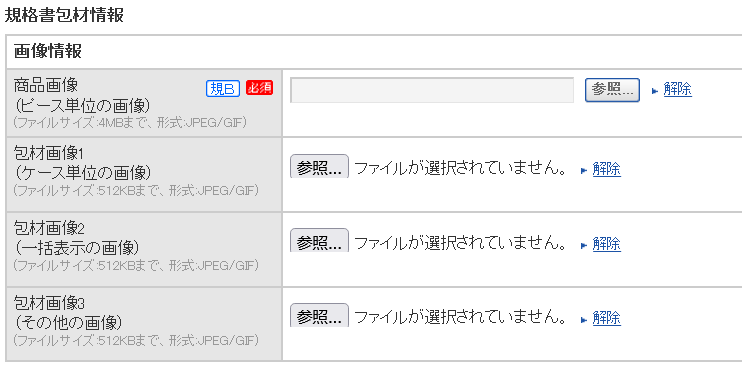 規格書包材情報
画像情報
商品画像 規B 必須
(ピース単位の画像)
(ファイルサイズ:4MBまで、形式:JPEG/GIF)
参照... 解除
包材画像1
(ケース単位の画像)
(ファイルサイズ:512KBまで、形式:JPEG/GIF)
参照... ファイルが選択されていません。 解除
包材画像2
(一括表示の画像)
(ファイルサイズ:512KBまで、形式:JPEG/GIF)
参照... ファイルが選択されていません。 解除
包材画像3
(その他の画像)
(ファイルサイズ:512KBまで、形式:JPEG/GIF)
参照... ファイルが選択されていません。 解除